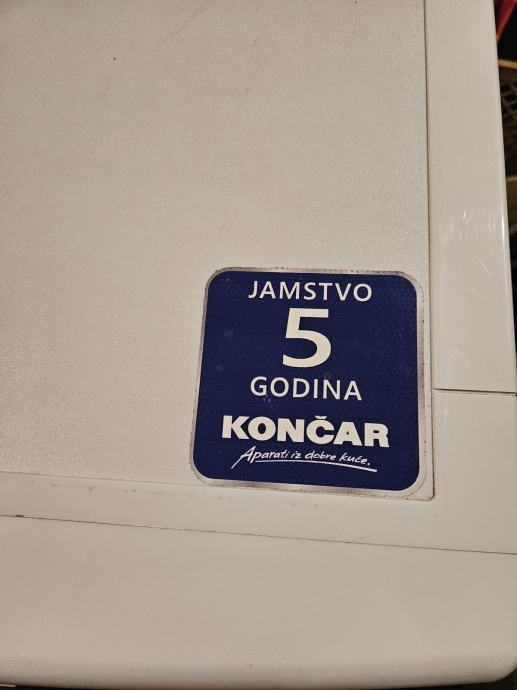 JAMSTVO
5
GODINA
KONČAR
Aparati iz dobre kuće.